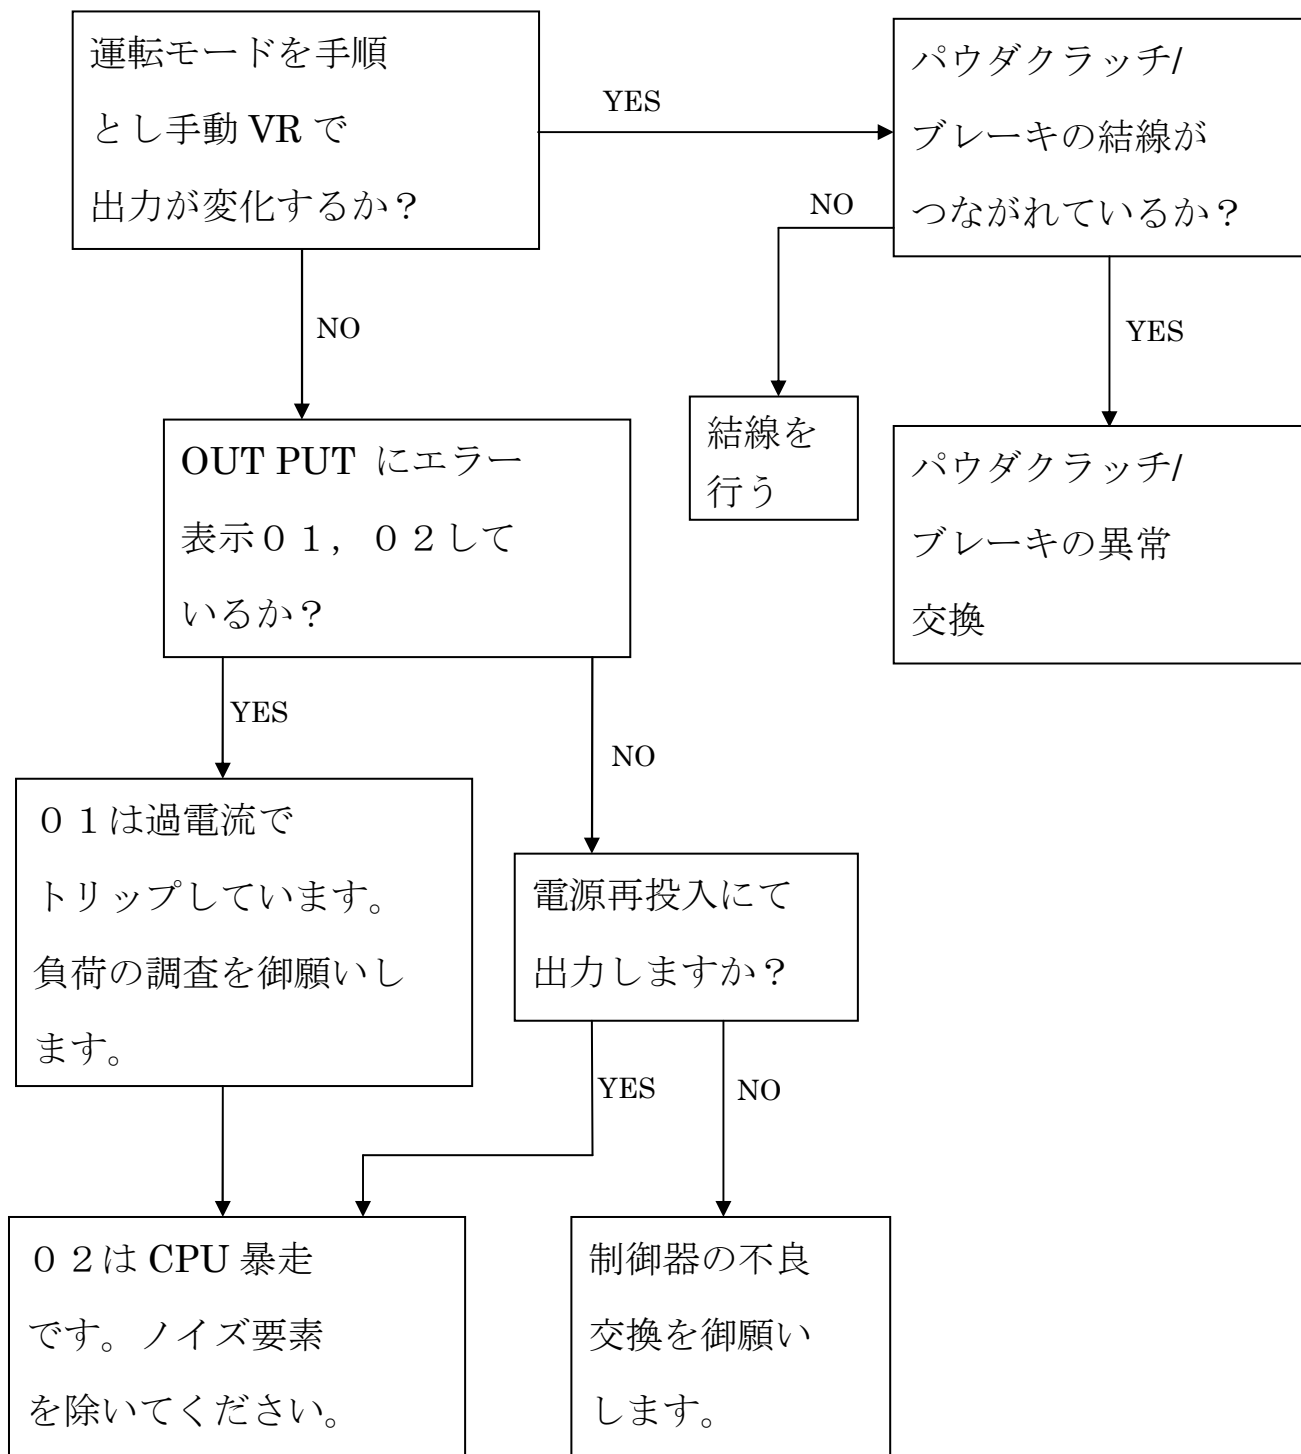 運転モードを手順
とし手動 VR で
出力が変化するか？
YES
パウダクラッチ/
ブレーキの結線が
つながれているか？
NO
NO
YES
結線を
行う
パウダクラッチ/
ブレーキの異常
交換
OUT PUT にエラー
表示０１，０２して
いるか？
YES
NO
０１は過電流で
トリップしています。
負荷の調査を御願いし
ます。
電源再投入にて
出力しますか？
YES
NO
０２は CPU 暴走
です。ノイズ要素
を除いてください。
制御器の不良
交換を御願い
します。